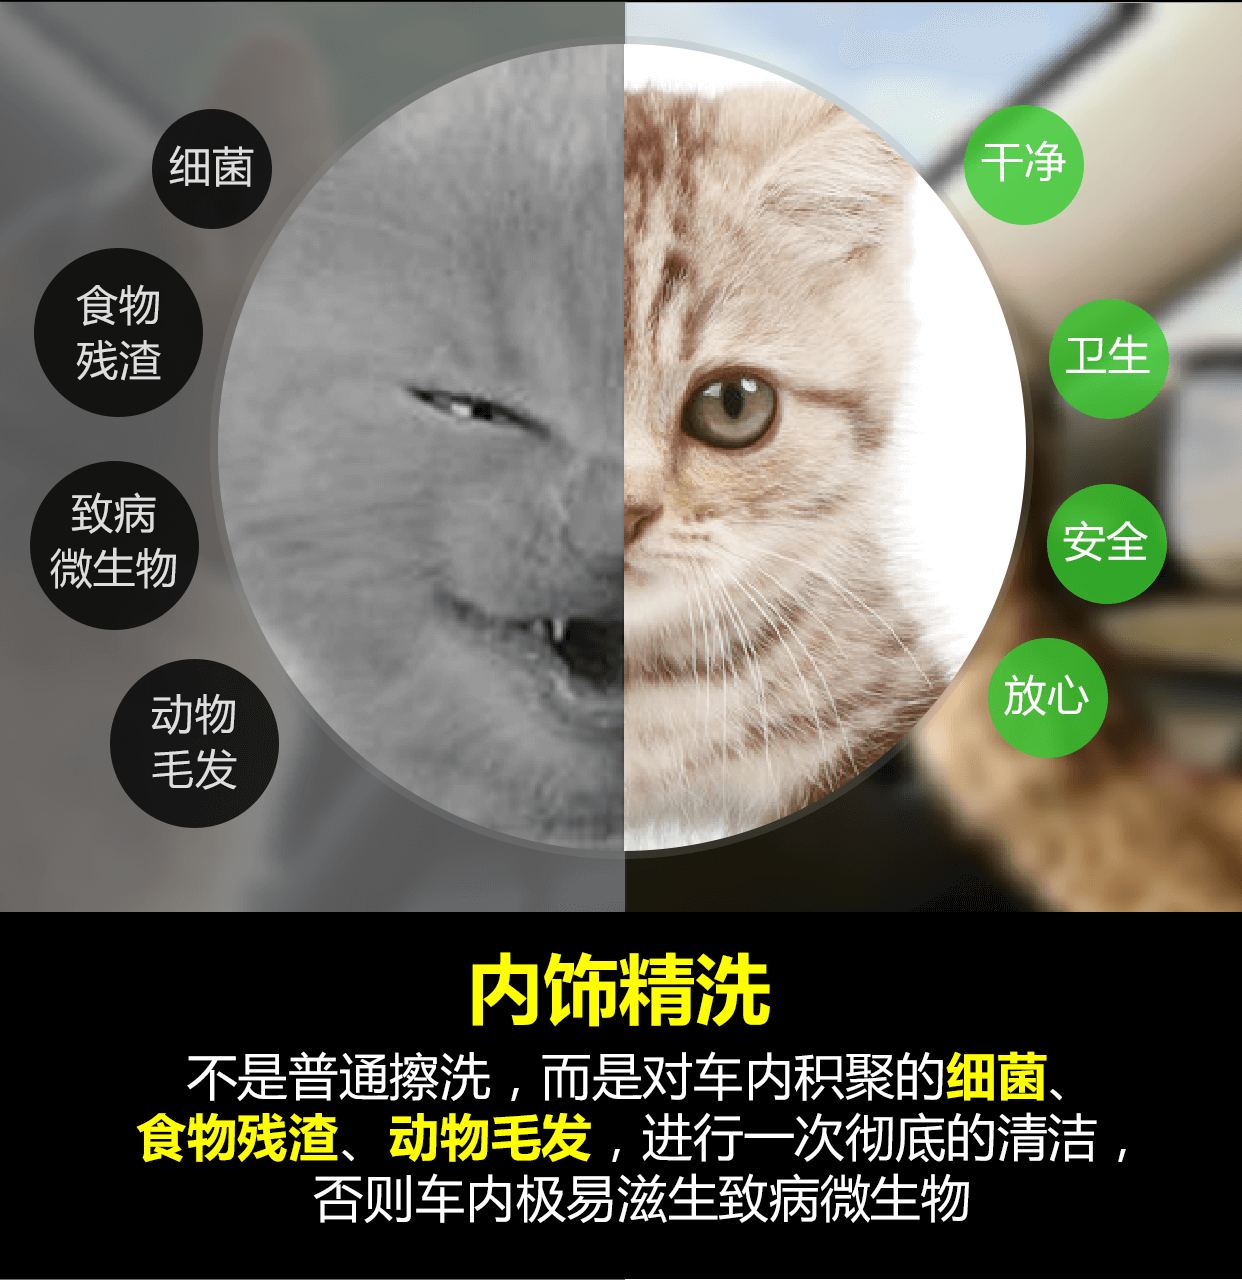 细菌
食物
残渣
致病
微生物
动物
毛发
干净
卫生
安全
放心
内饰精洗
不是普通擦洗，而是对车内积聚的细菌、
食物残渣、动物毛发，进行一次彻底的清洁，
否则车内极易滋生致病微生物